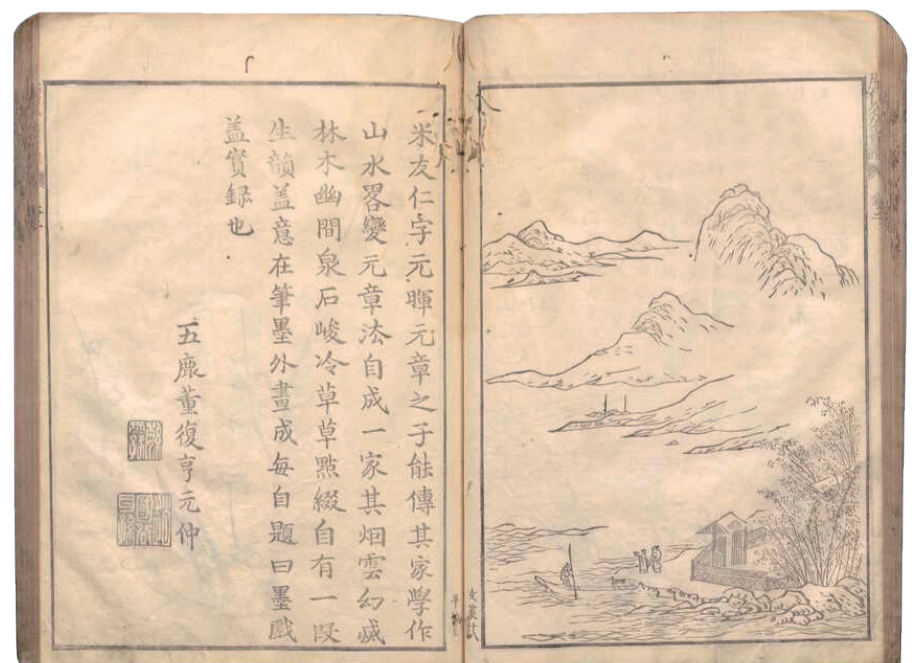 米友仁字元暉元章之子能傳其家學作
山水畧變元章法自成一家其烟雲幻滅
林木幽閒泉石峻冷草草點綴自有一段
生韻盖意在筆墨外畫成每自題曰墨戲
盖實録也
五鹿董復亨元仲